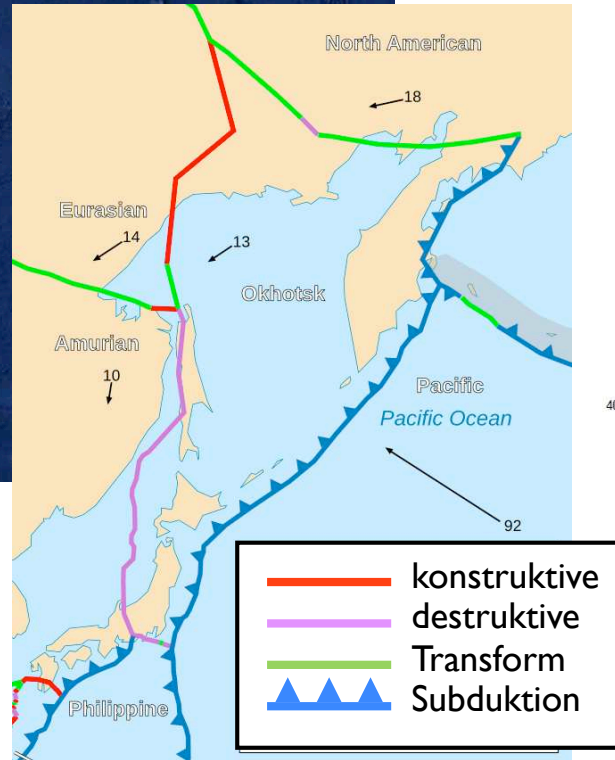 North American
18
Eurasian
14
13
Okhotsk
Amurian
10
Pacific
Pacific Ocean
92
konstruktive
destruktive
Transform
Subduktion
Philippine